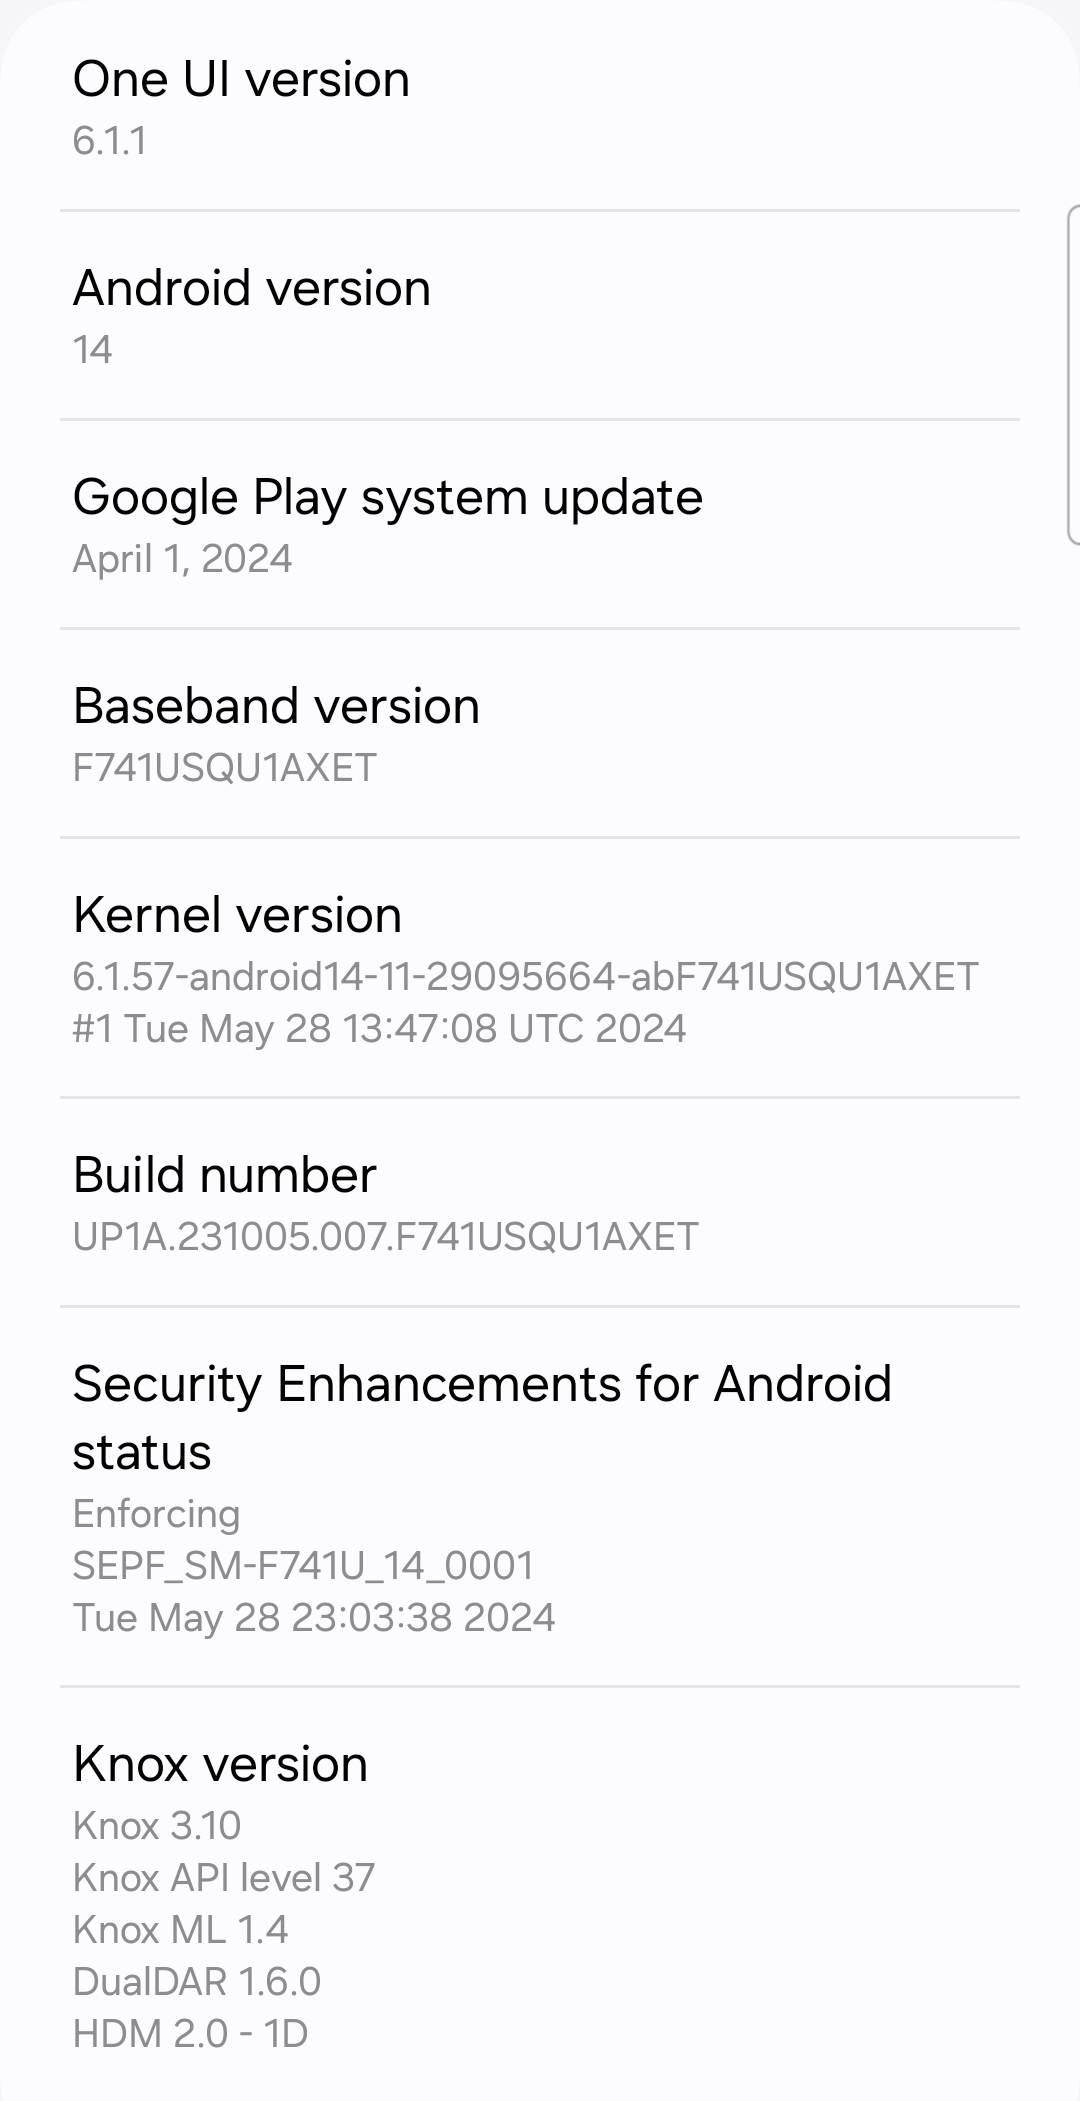 One UI version
6.1.1
Android version
14
Google Play system update
April 1, 2024
Baseband version
F741USQU1AXET
Kernel version
6.1.57-android14-11-29095664-abF741USQU1AXET
#1 Tue May 28 13:47:08 UTC 2024
Build number
UP1A.231005.007.F741USQU1AXET
Security Enhancements for Android
status
Enforcing
SEPF_SM-F741U_14_0001
Tue May 28 23:03:38 2024
Knox version
Knox 3.10
Knox API level 37
Knox ML 1.4
DualDAR 1.6.0
HDM 2.0 - 1D